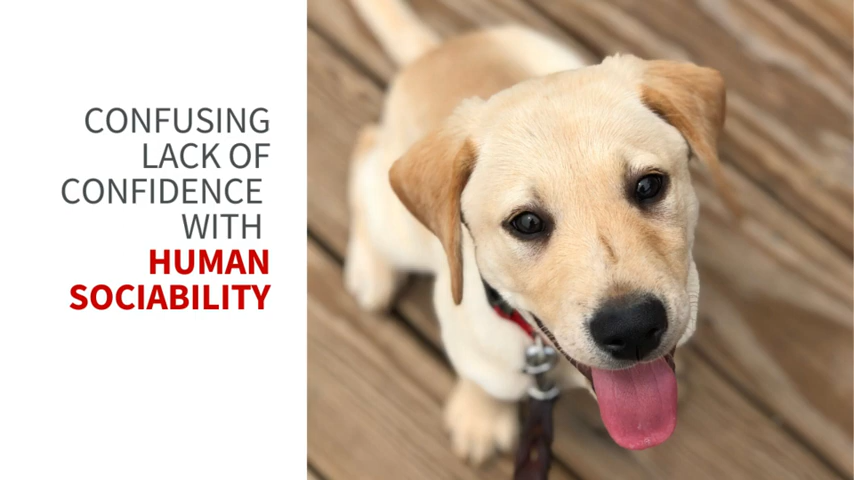 CONFUSING
LACK OF
CONFIDENCE
WITH
HUMAN
SOCIABILITY